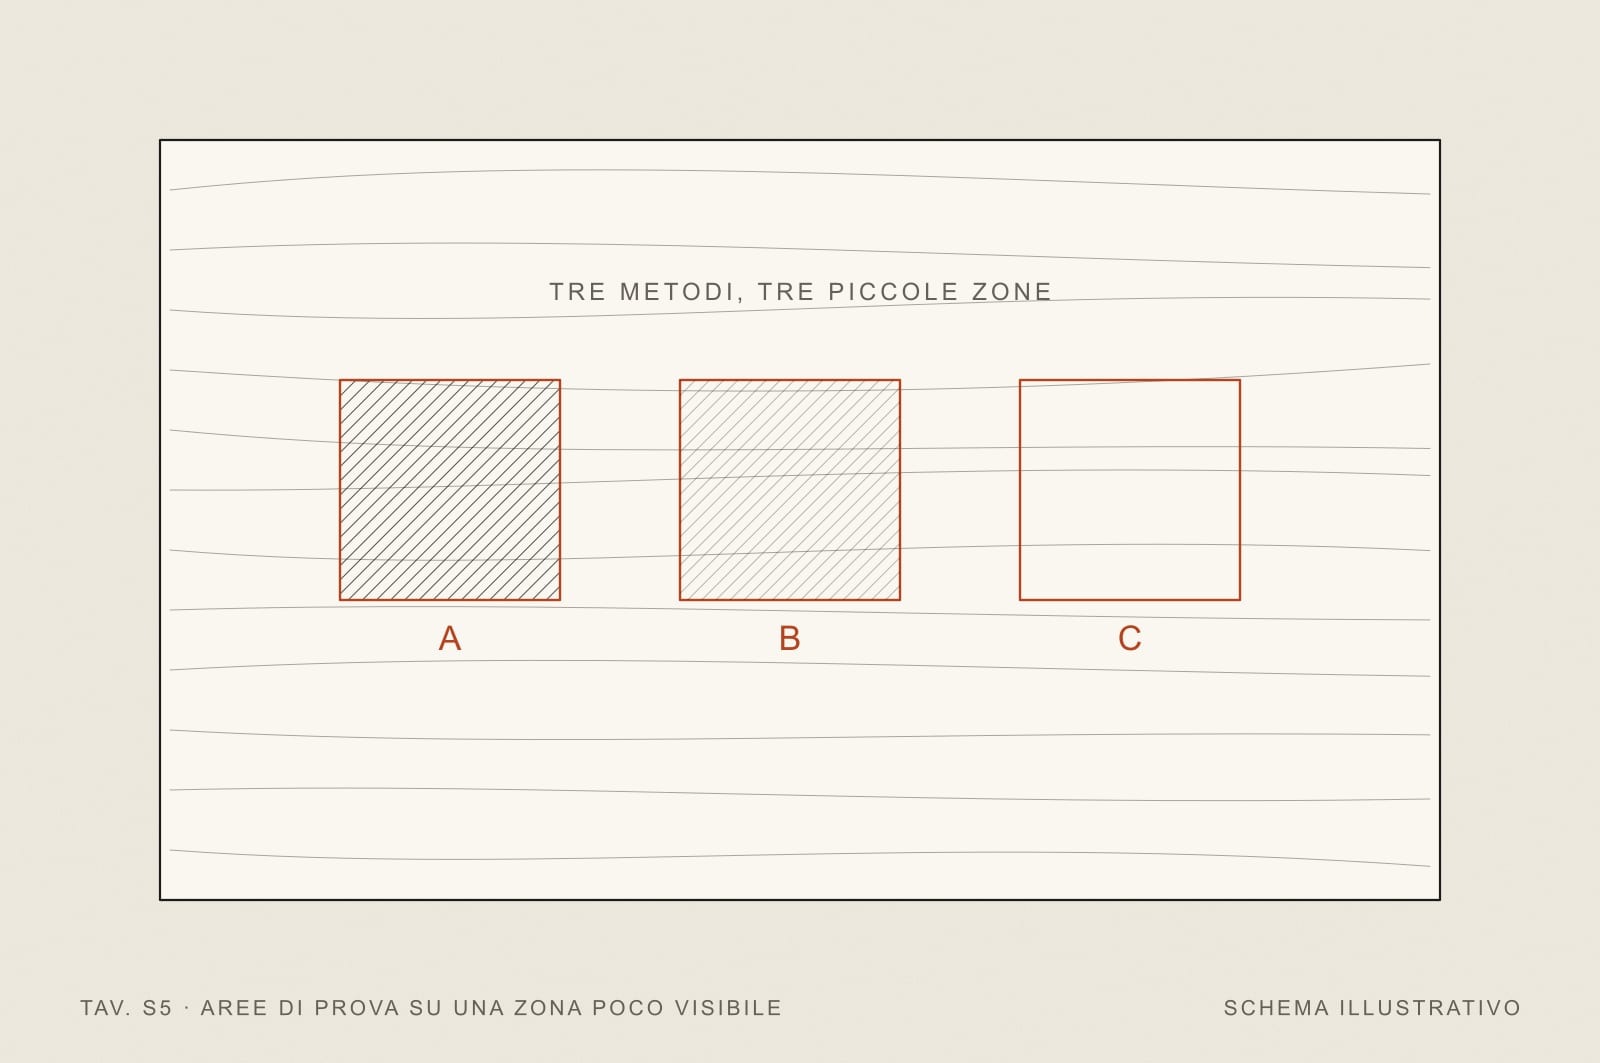 TRE METODI, TRE PICCOLE ZONE
A
B
C
TAV. S5 · AREE DI PROVA SU UNA ZONA POCO VISIBILE
SCHEMA ILLUSTRATIVO